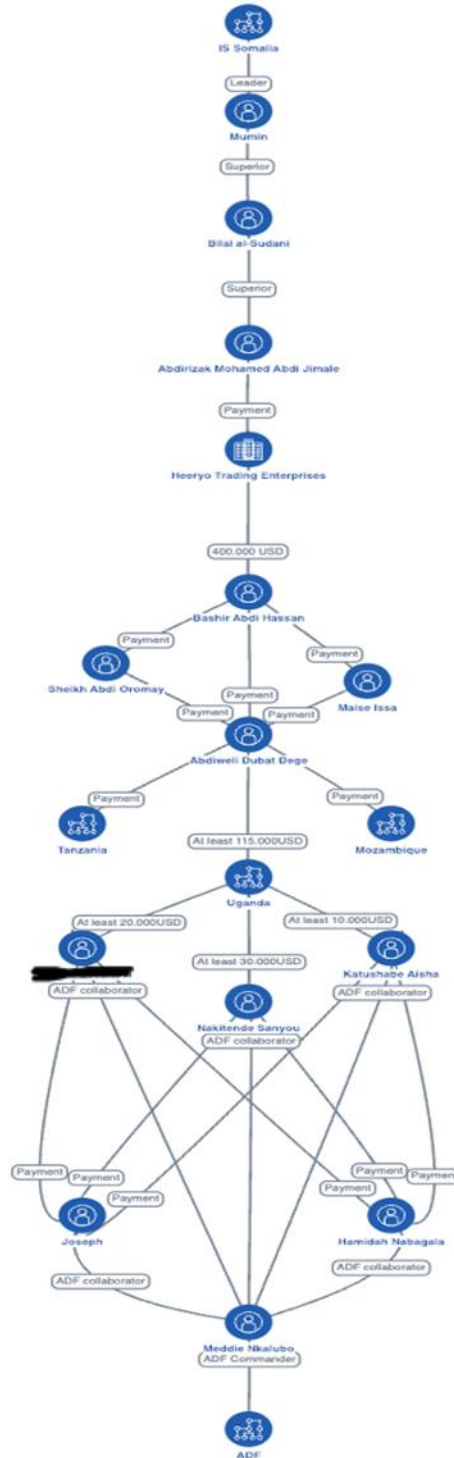 IS Somalia
Leader
Mumin
Superior
Bilal al-Sudani
Superior
Abdirizak Mohamed Abdi Jimale
Payment
Heeryo Trading Enterprises
400.000 USD
Bashir Abdi Hassan
Payment
Payment
Sheikh Abdi Oromay
Maise Issa
Payment
Payment
Payment
Abdiweli Dubat Dege
Payment
Payment
Tanzania
Mozambique
At least 115.000USD
Uganda
At least 20.000USD
At least 10.000USD
At least 30.000USD
Katushabe Aisha
ADF collaborator
ADF collaborator
Nakitende Sanyou
ADF collaborator
Payment
Payment
Payment
Payment
Payment
Payment
Joseph
Hamidah Nabagala
ADF collaborator
ADF collaborator
Meddie Nkalubo
ADF Commander
ADF